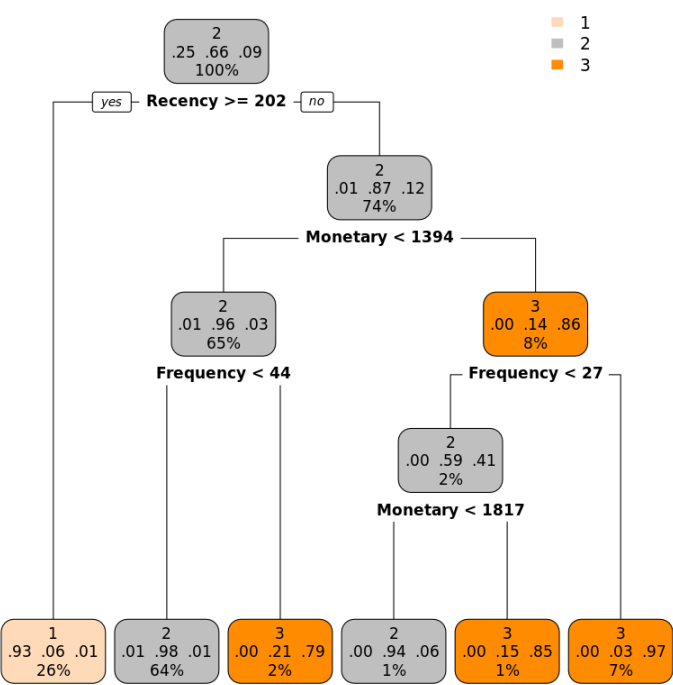 2
.25 .66 .09
100%
1
2
3
yes
Recency >= 202
no
2
.01 .87 .12
74%
Monetary < 1394
2
.01 .96 .03
65%
3
.00 .14 .86
8%
Frequency < 44
Frequency < 27
2
.00 .59 .41
2%
Monetary < 1817
1
.93 .06 .01
26%
2
.01 .98 .01
64%
3
.00 .21 .79
2%
2
.00 .94 .06
1%
3
.00 .15 .85
1%
3
.00 .03 .97
7%